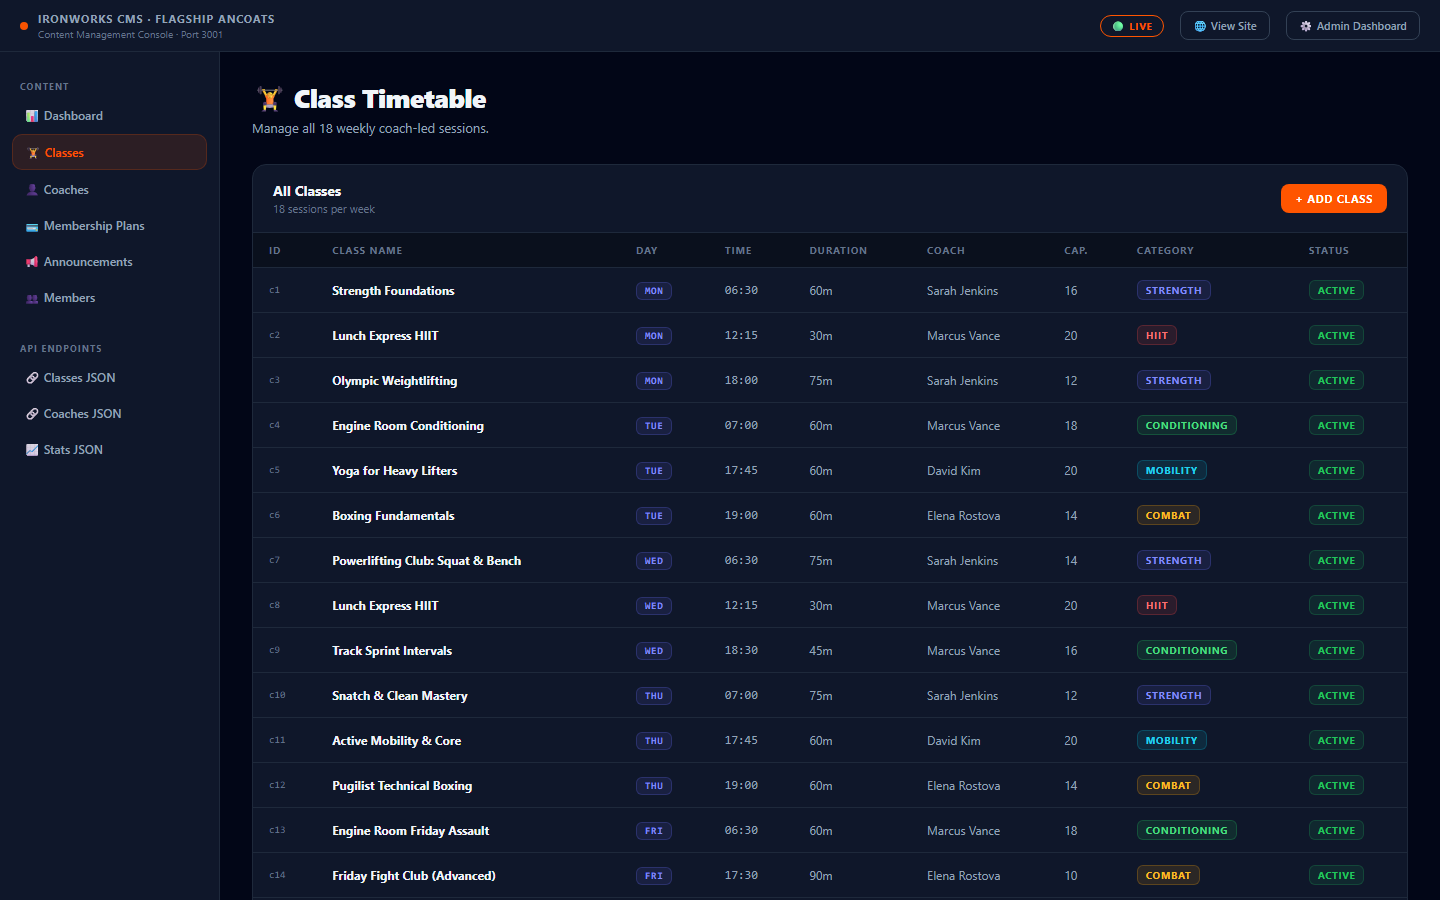 IRONWORKS CMS · FLAGSHIP ANCOATS
Content Management Console · Port 3001
LIVE
View Site
Admin Dashboard
CONTENT
Dashboard
Classes
Coaches
Membership Plans
Announcements
Members
API ENDPOINTS
Classes JSON
Coaches JSON
Stats JSON
Class Timetable
Manage all 18 weekly coach-led sessions.
All Classes
18 sessions per week
+ ADD CLASS
ID CLASS NAME DAY TIME DURATION COACH CAP. CATEGORY STATUS
c1 Strength Foundations MON 06:30 60m Sarah Jenkins 16 STRENGTH ACTIVE
c2 Lunch Express HIIT MON 12:15 30m Marcus Vance 20 HIIT ACTIVE
c3 Olympic Weightlifting MON 18:00 75m Sarah Jenkins 12 STRENGTH ACTIVE
c4 Engine Room Conditioning TUE 07:00 60m Marcus Vance 18 CONDITIONING ACTIVE
c5 Yoga for Heavy Lifters TUE 17:45 60m David Kim 20 MOBILITY ACTIVE
c6 Boxing Fundamentals TUE 19:00 60m Elena Rostova 14 COMBAT ACTIVE
c7 Powerlifting Club: Squat & Bench WED 06:30 75m Sarah Jenkins 14 STRENGTH ACTIVE
c8 Lunch Express HIIT WED 12:15 30m Marcus Vance 20 HIIT ACTIVE
c9 Track Sprint Intervals WED 18:30 45m Marcus Vance 16 CONDITIONING ACTIVE
c10 Snatch & Clean Mastery THU 07:00 75m Sarah Jenkins 12 STRENGTH ACTIVE
c11 Active Mobility & Core THU 17:45 60m David Kim 20 MOBILITY ACTIVE
c12 Pugilist Technical Boxing THU 19:00 60m Elena Rostova 14 COMBAT ACTIVE
c13 Engine Room Friday Assault FRI 06:30 60m Marcus Vance 18 CONDITIONING ACTIVE
c14 Friday Fight Club (Advanced) FRI 17:30 90m Elena Rostova 10 COMBAT ACTIVE